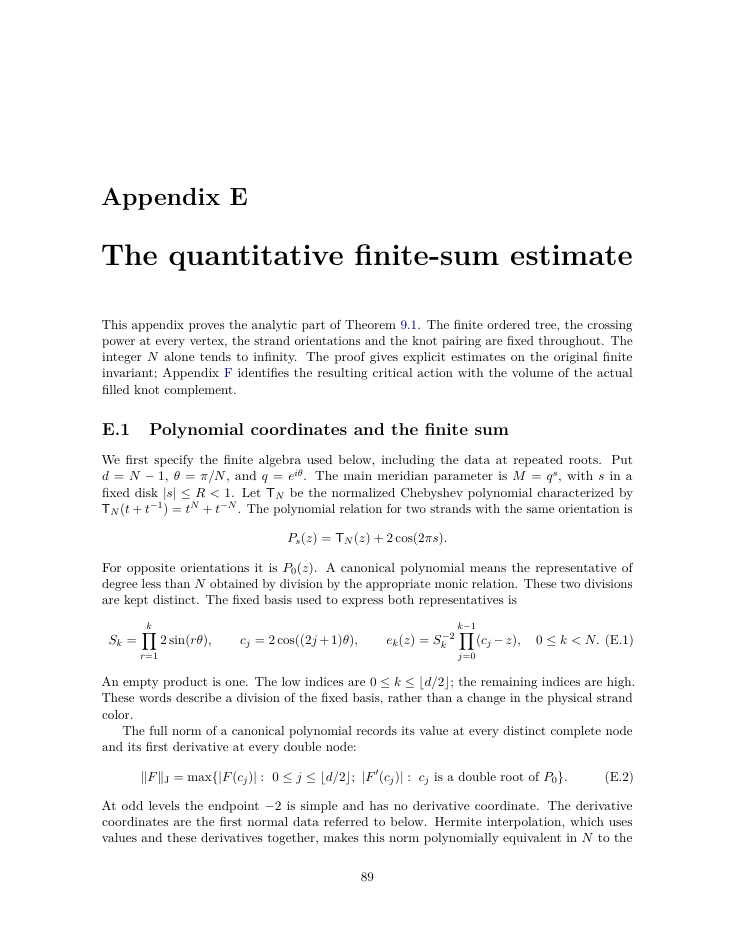 Appendix E
The quantitative finite-sum estimate
This appendix proves the analytic part of Theorem 9.1. The finite ordered tree, the crossing
power at every vertex, the strand orientations and the knot pairing are fixed throughout. The
integer N alone tends to infinity. The proof gives explicit estimates on the original finite
invariant; Appendix F identifies the resulting critical action with the volume of the actual
filled knot complement.
E.1 Polynomial coordinates and the finite sum
We first specify the finite algebra used below, including the data at repeated roots. Put
d = N − 1, θ = π/N, and q = e^{iθ}. The main meridian parameter is M = q^s, with s in a
fixed disk |s| ≤ R < 1. Let T_N be the normalized Chebyshev polynomial characterized by
T_N(t + t^{−1}) = t^N + t^{−N}. The polynomial relation for two strands with the same orientation is
P_s(z) = T_N(z) + 2 cos(2πs).
For opposite orientations it is P_0(z). A canonical polynomial means the representative of
degree less than N obtained by division by the appropriate monic relation. These two divisions
are kept distinct. The fixed basis used to express both representatives is
S_k = ∏_{r=1}^{k} 2 sin(rθ), c_j = 2 cos((2j+1)θ), e_k(z) = S_k^{−2} ∏_{j=0}^{k−1} (c_j − z), 0 ≤ k < N. (E.1)
An empty product is one. The low indices are 0 ≤ k ≤ ⌊d/2⌋; the remaining indices are high.
These words describe a division of the fixed basis, rather than a change in the physical strand
color.
The full norm of a canonical polynomial records its value at every distinct complete node
and its first derivative at every double node:
‖F‖_J = max{|F(c_j)| : 0 ≤ j ≤ ⌊d/2⌋; |F′(c_j)| : c_j is a double root of P_0}. (E.2)
At odd levels the endpoint −2 is simple and has no derivative coordinate. The derivative
coordinates are the first normal data referred to below. Hermite interpolation, which uses
values and these derivatives together, makes this norm polynomially equivalent in N to the
89